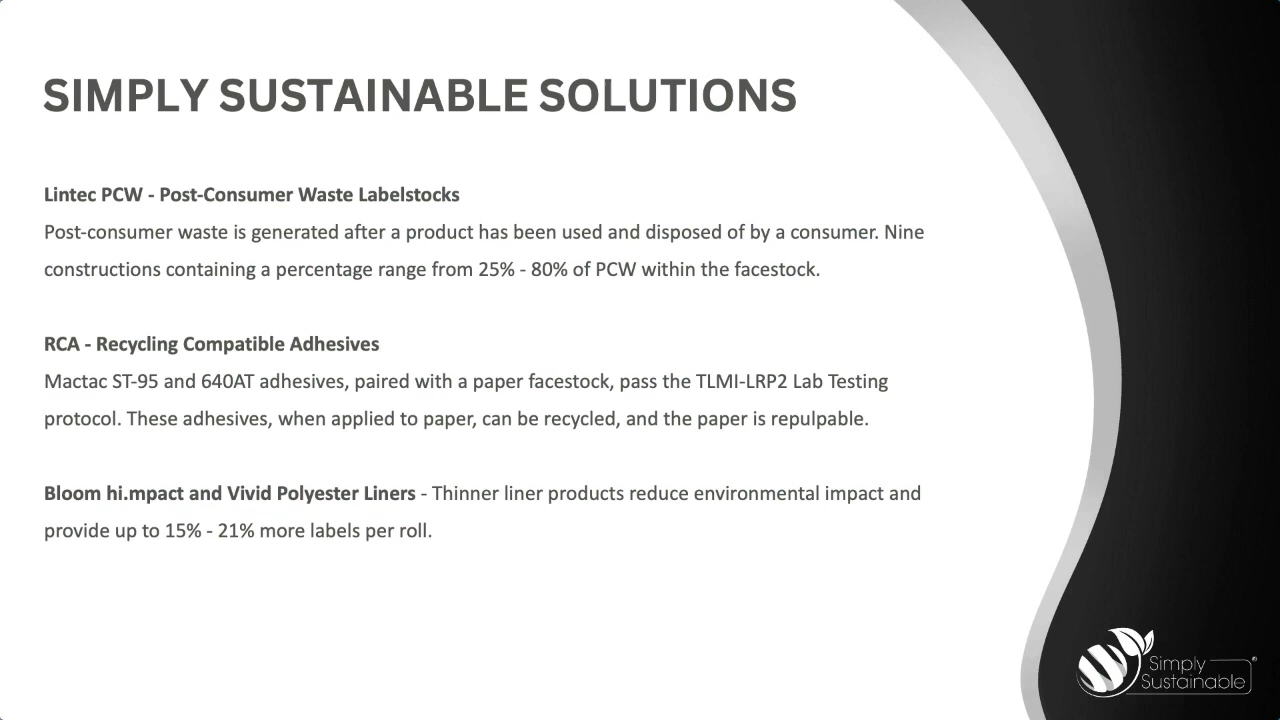 SIMPLY SUSTAINABLE SOLUTIONS
Lintec PCW - Post-Consumer Waste Labelstocks
Post-consumer waste is generated after a product has been used and disposed of by a consumer. Nine
constructions containing a percentage range from 25% - 80% of PCW within the facestock.
RCA - Recycling Compatible Adhesives
Mactac ST-95 and 640AT adhesives, paired with a paper facestock, pass the TLMI-LRP2 Lab Testing
protocol. These adhesives, when applied to paper, can be recycled, and the paper is repulpable.
Bloom hi.mpact and Vivid Polyester Liners - Thinner liner products reduce environmental impact and
provide up to 15% - 21% more labels per roll.
Simply
Sustainable®